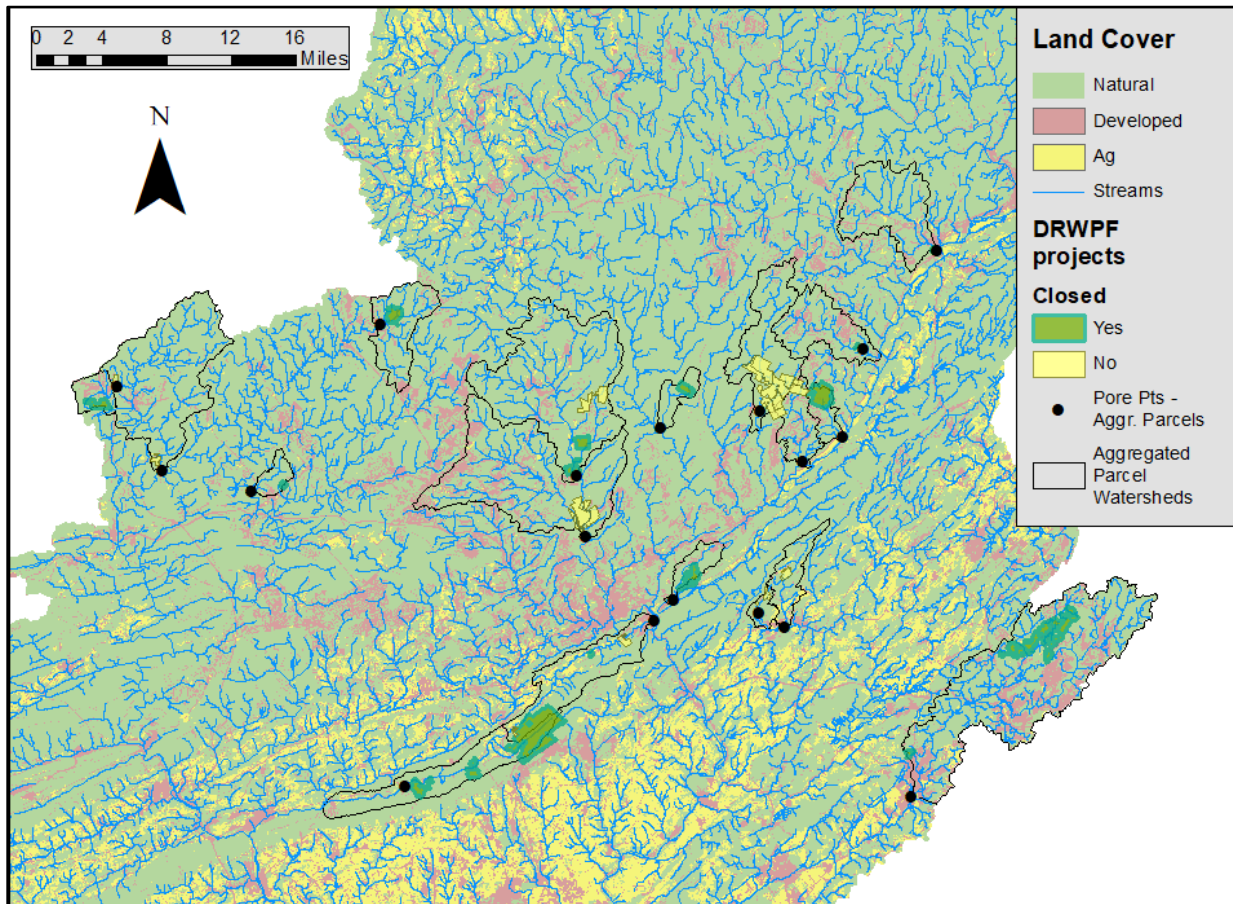 0 2 4 8 12 16
Miles
N
Land Cover
Natural
Developed
Ag
Streams
DRWPF
projects
Closed
Yes
No
Pore Pts -
Aggr. Parcels
Aggregated
Parcel
Watersheds